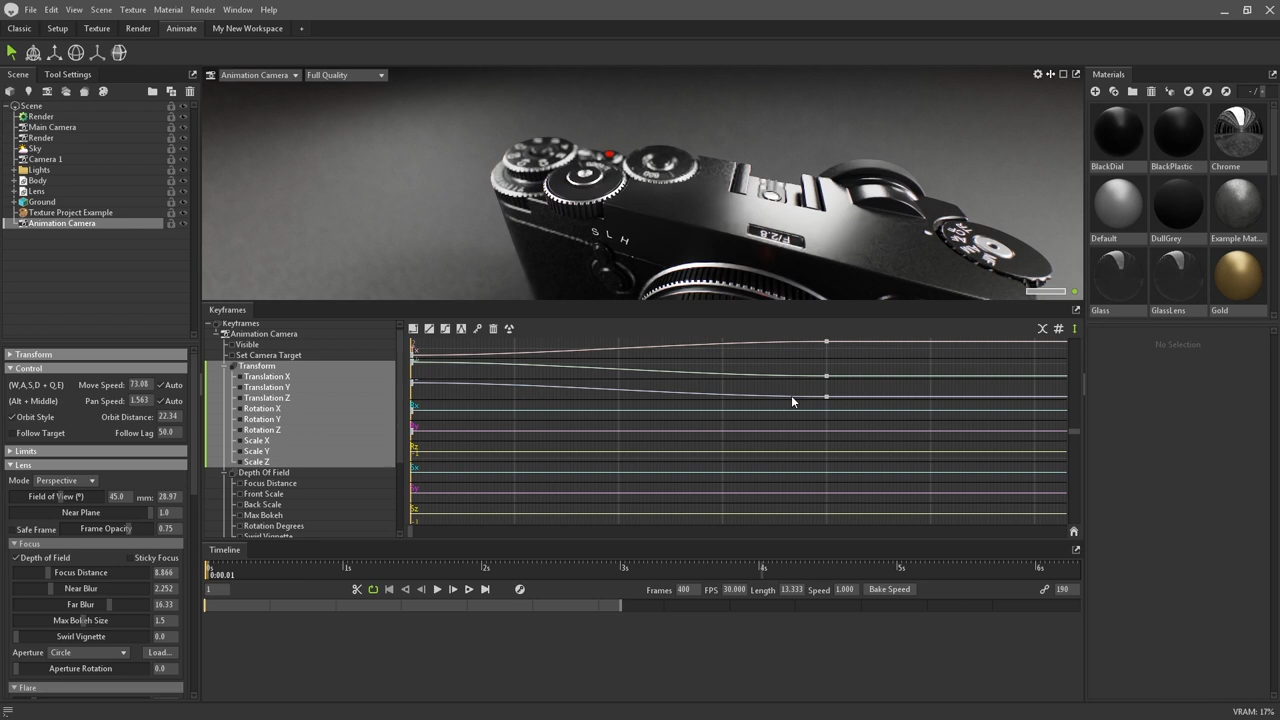 File Edit View Scene Texture Material Render Window Help
Classic Setup Texture Render Animate My New Workspace +
Scene Tool Settings
Animation Camera Full Quality
Materials
Scene
Render
Main Camera
Render
Sky
Camera 1
Lights
Body
Lens
Ground
Texture Project Example
Animation Camera
S L H
F/2.8
BlackDial BlackPlastic Chrome
Default DullGrey Example Mat...
Glass GlassLens Gold
No Selection
Keyframes
Keyframes
Animation Camera
Visible
Set Camera Target
Transform
Translation X
Translation Y
Translation Z
Rotation X
Rotation Y
Rotation Z
Scale X
Scale Y
Scale Z
Depth Of Field
Focus Distance
Front Scale
Back Scale
Max Bokeh
Rotation Degrees
Swirl Vignette
Rz
Sx
Sy
Sz
Transform
Control
(W,A,S,D + Q,E) Move Speed: 73.08 Auto
(Alt + Middle) Pan Speed: 1.563 Auto
Orbit Style Orbit Distance: 22.34
Follow Target Follow Lag 50.0
Limits
Lens
Mode Perspective
Field of View (º) 45.0 mm: 28.97
Near Plane 1.0
Safe Frame Frame Opacity 0.75
Focus
Depth of Field Sticky Focus
Focus Distance 8.866
Near Blur 2.252
Far Blur 16.33
Max Bokeh Size 1.5
Swirl Vignette 0.0
Aperture Circle Load...
Aperture Rotation 0.0
Flare
Timeline
0s 1s 2s 3s 4s 5s 6s
0:00.01
1 Frames 400 FPS 30.000 Length 13.333 Speed 1.000 Bake Speed 190
VRAM: 17%